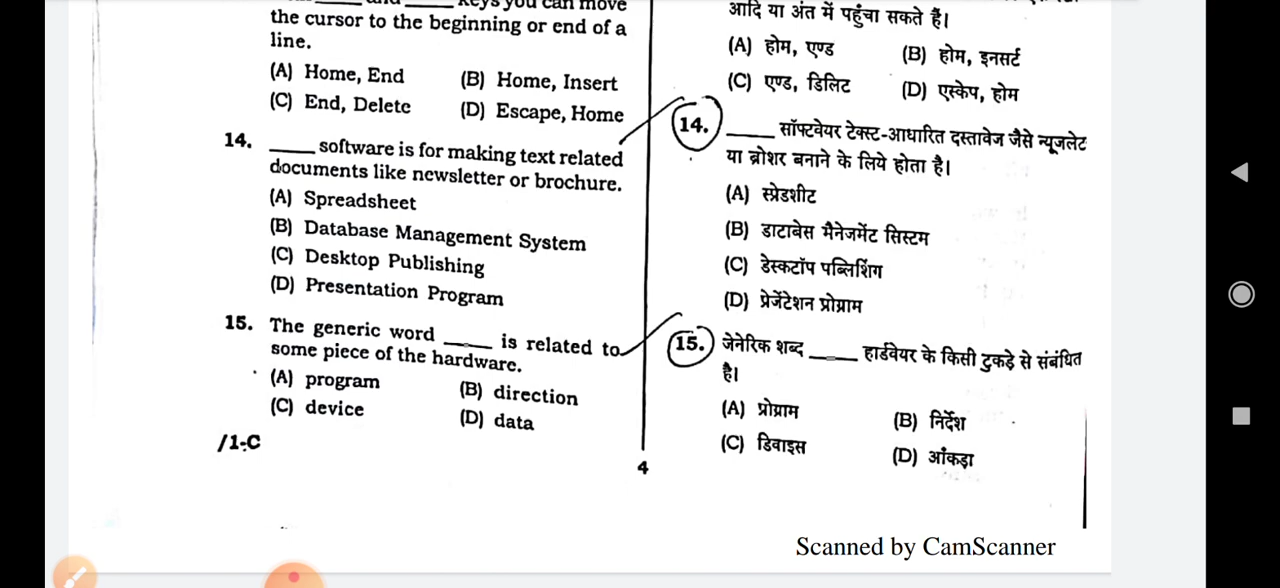 keys you can move
the cursor to the beginning or end of a
line.
(A) Home, End (B) Home, Insert
(C) End, Delete (D) Escape, Home
14. ____ software is for making text related
documents like newsletter or brochure.
(A) Spreadsheet
(B) Database Management System
(C) Desktop Publishing
(D) Presentation Program
15. The generic word ____ is related to
some piece of the hardware.
(A) program (B) direction
(C) device (D) data
/1-C
आदि या अंत में पहुँचा सकते हैं।
(A) होम, एण्ड (B) होम, इनसर्ट
(C) एण्ड, डिलिट (D) एस्केप, होम
14. ____ सॉफ्टवेयर टेक्स्ट-आधारित दस्तावेज जैसे न्यूजलेट
या ब्रोशर बनाने के लिये होता है।
(A) स्प्रेडशीट
(B) डाटाबेस मैनेजमेंट सिस्टम
(C) डेस्कटॉप पब्लिशिंग
(D) प्रेजेंटेशन प्रोग्राम
15. जेनेरिक शब्द ____ हार्डवेयर के किसी टुकड़े से संबंधित
है।
(A) प्रोग्राम (B) निर्देश
(C) डिवाइस (D) आँकड़ा
4
Scanned by CamScanner